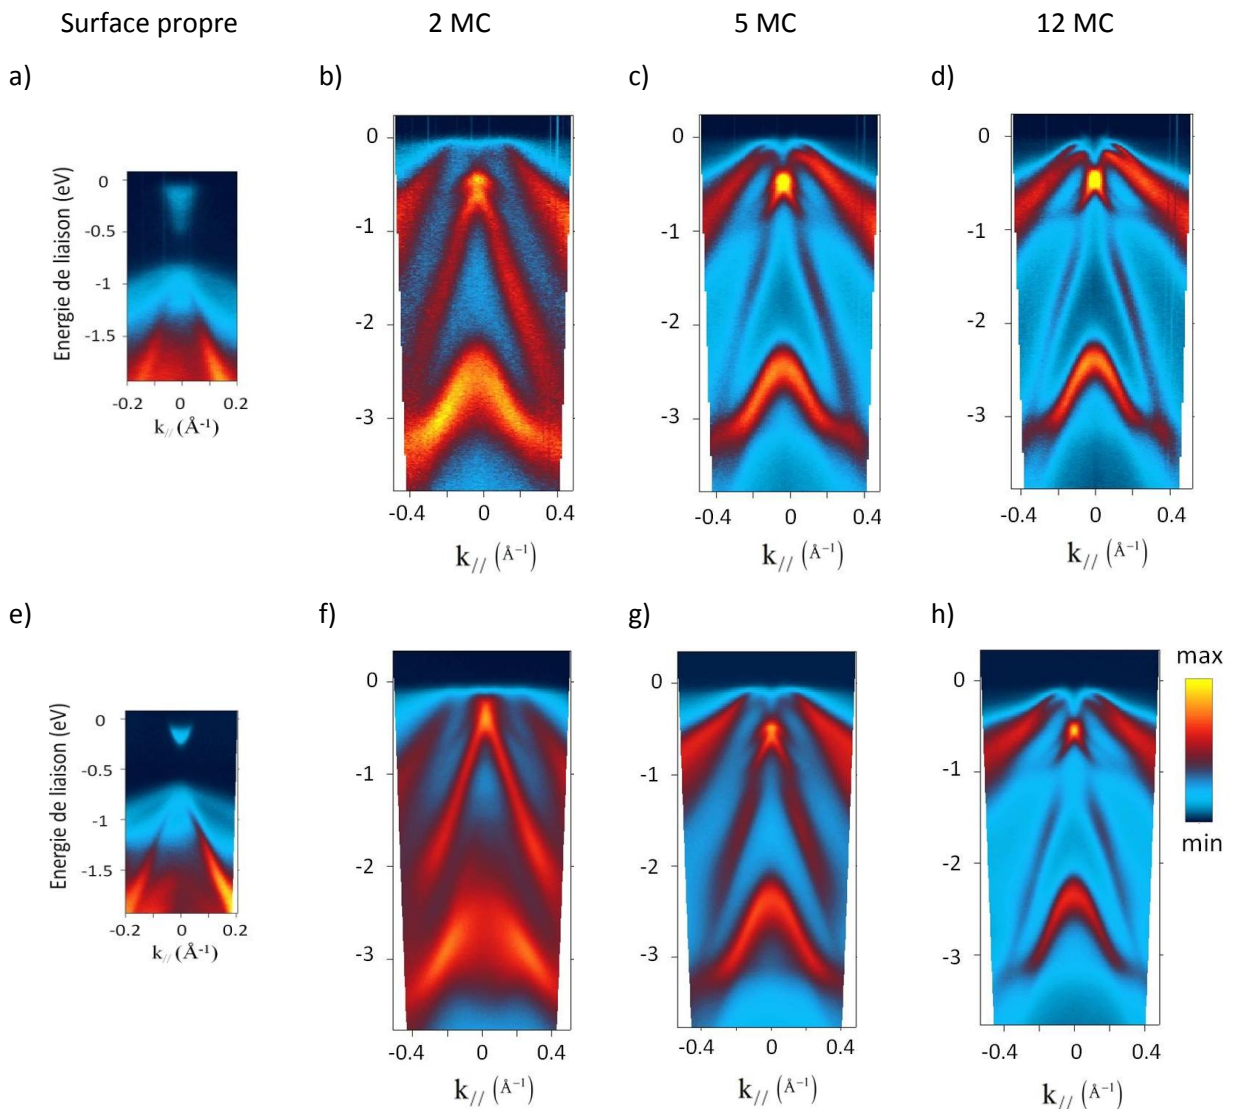 Surface propre 2 MC 5 MC 12 MC
a) b) c) d)
Energie de liaison (eV)
0
-0.5
-1
-1.5
-0.2 0 0.2
k// (Å-1)
0
-1
-2
-3
-0.4 0 0.4
k// (Å-1)
0
-1
-2
-3
-0.4 0 0.4
k// (Å-1)
0
-1
-2
-3
-0.4 0 0.4
k// (Å-1)
e) f) g) h)
Energie de liaison (eV)
0
-0.5
-1
-1.5
-0.2 0 0.2
k// (Å-1)
0
-1
-2
-3
-0.4 0 0.4
k// (Å-1)
0
-1
-2
-3
-0.4 0 0.4
k// (Å-1)
0
-1
-2
-3
-0.4 0 0.4
k// (Å-1)
max
min